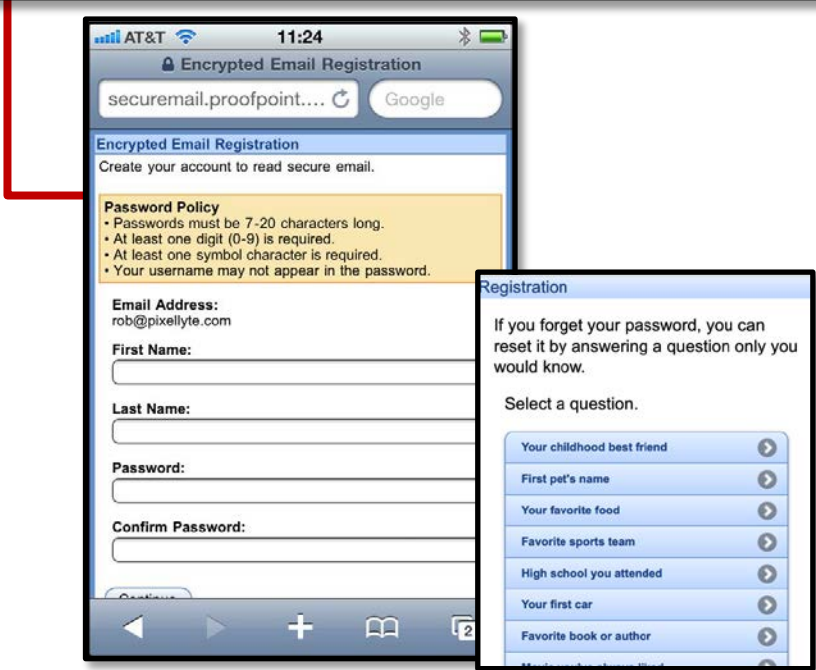 AT&T 11:24
Encrypted Email Registration
securemail.proofpoint.... Google
Encrypted Email Registration
Create your account to read secure email.
Password Policy
• Passwords must be 7-20 characters long.
• At least one digit (0-9) is required.
• At least one symbol character is required.
• Your username may not appear in the password.
Email Address:
rob@pixellyte.com
First Name:
Last Name:
Password:
Confirm Password:
Continue
2
Registration
If you forget your password, you can
reset it by answering a question only you
would know.
Select a question.
Your childhood best friend
First pet's name
Your favorite food
Favorite sports team
High school you attended
Your first car
Favorite book or author